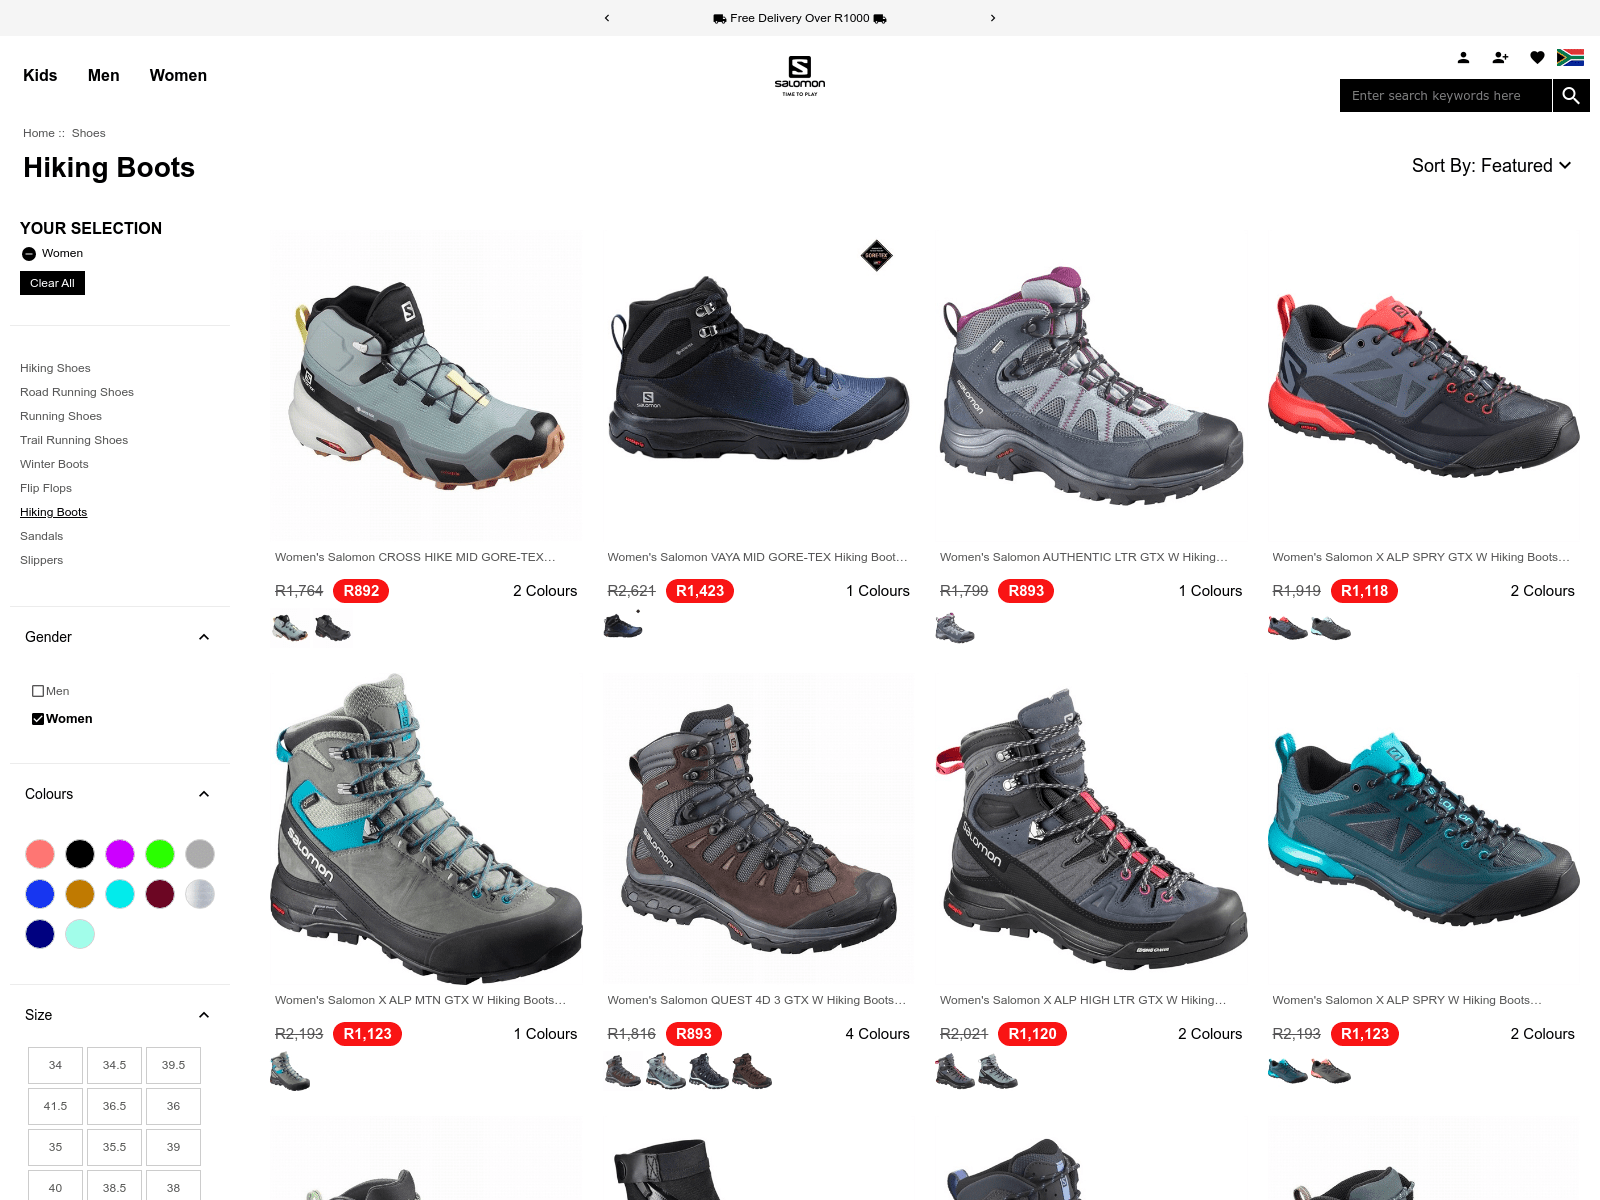 Free Delivery Over R1000
Kids Men Women
salomon
TIME TO PLAY
Enter search keywords here
Home :: Shoes
Hiking Boots
Sort By: Featured
YOUR SELECTION
Women
Clear All
Hiking Shoes
Road Running Shoes
Running Shoes
Trail Running Shoes
Winter Boots
Flip Flops
Hiking Boots
Sandals
Slippers
Gender
Men
Women
Colours
Size
34 34.5 39.5
41.5 36.5 36
35 35.5 39
40 38.5 38
GORE-TEX
salomon
salomon
Women's Salomon CROSS HIKE MID GORE-TEX…
R1,764 R892 2 Colours
Women's Salomon VAYA MID GORE-TEX Hiking Boot…
R2,621 R1,423 1 Colours
Women's Salomon AUTHENTIC LTR GTX W Hiking…
R1,799 R893 1 Colours
Women's Salomon X ALP SPRY GTX W Hiking Boots…
R1,919 R1,118 2 Colours
salomon
salomon
salomon
Women's Salomon X ALP MTN GTX W Hiking Boots…
R2,193 R1,123 1 Colours
Women's Salomon QUEST 4D 3 GTX W Hiking Boots…
R1,816 R893 4 Colours
Women's Salomon X ALP HIGH LTR GTX W Hiking…
R2,021 R1,120 2 Colours
Women's Salomon X ALP SPRY W Hiking Boots…
R2,193 R1,123 2 Colours